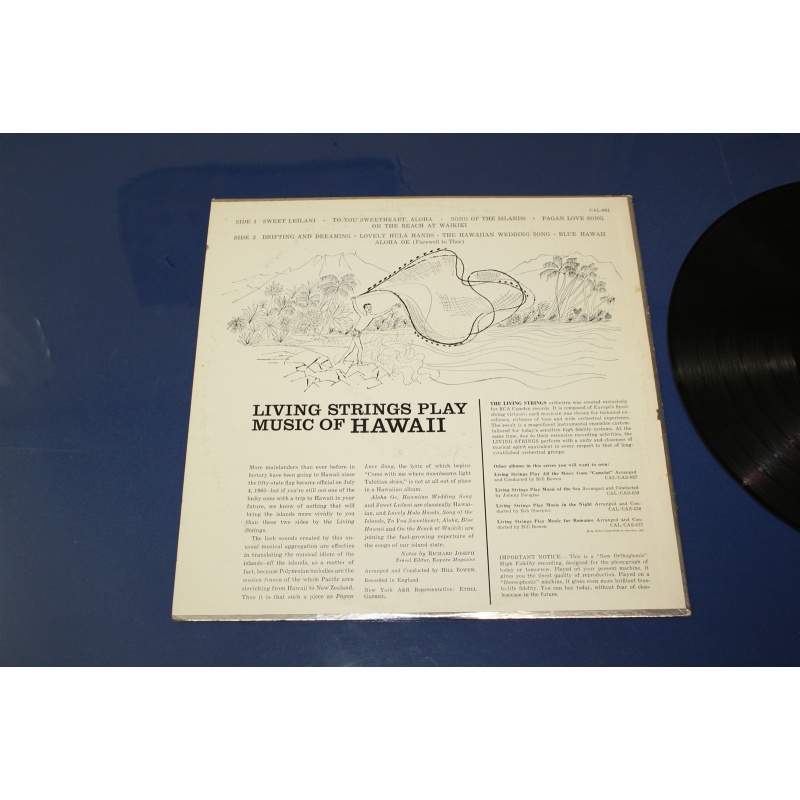 CAL-661
SIDE 1 SWEET LEILANI · TO YOU SWEETHEART, ALOHA · SONG OF THE ISLANDS · PAGAN LOVE SONG
ON THE BEACH AT WAIKIKI
SIDE 2 DRIFTING AND DREAMING · LOVELY HULA HANDS · THE HAWAIIAN WEDDING SONG · BLUE HAWAII
ALOHA OE (Farewell to Thee)
LIVING STRINGS PLAY
MUSIC OF HAWAII
More mainlanders than ever before in
history have been going to Hawaii since
the fifty-state flag became official on July
4, 1960—but if you're still not one of the
lucky ones with a trip to Hawaii in your
future, we know of nothing that will
bring the islands more vividly to you
than these two sides by the Living
Strings.
The lush sounds created by this un-
usual musical aggregation are effective
in translating the musical idiom of the
islands—all the islands, as a matter of
fact, because Polynesian melodies are the
musica franca of the whole Pacific area
stretching from Hawaii to New Zealand.
Thus it is that such a piece as Pagan
Love Song, the lyric of which begins
"Come with me where moonbeams light
Tahitian skies," is not at all out of place
in a Hawaiian album.
Aloha Oe, Hawaiian Wedding Song
and Sweet Leilani are classically Hawai-
ian, and Lovely Hula Hands, Song of the
Islands, To You Sweetheart, Aloha, Blue
Hawaii and On the Beach at Waikiki are
joining the fast-growing repertoire of
the songs of our island state.
Notes by RICHARD JOSEPH
Travel Editor, Esquire Magazine
Arranged and Conducted by HILL BOWEN
Recorded in England.
New York A&R Representative: ETHEL
GABRIEL
THE LIVING STRINGS orchestra was created exclusively
for RCA Camden records. It is composed of Europe's finest
string virtuosi; each musician was chosen for technical ex-
cellence, richness of tone and wide orchestral experience.
The result is a magnificent instrumental ensemble custom-
tailored for today's sensitive high fidelity systems. At the
same time, due to their extensive recording activities, the
LIVING STRINGS perform with a unity and closeness of
musical spirit equivalent in every respect to that of long-
established orchestral groups.
Other albums in this series you will want to own:
Living Strings Play All the Music from "Camelot" Arranged
and Conducted by Hill Bowen CAL/CAS-657
Living Strings Play Music of the Sea Arranged and Conducted
by Johnny Douglas CAL/CAS-639
Living Strings Play Music in the Night Arranged and Con-
ducted by Bill Shepherd CAL/CAS-638
Living Strings Play Music for Romance Arranged and Con-
ducted by Hill Bowen CAL/CAS-637
IMPORTANT NOTICE—This is a "New Orthophonic"
High Fidelity recording, designed for the phonograph of
today or tomorrow. Played on your present machine, it
gives you the finest quality of reproduction. Played on a
"Stereophonic" machine, it gives even more brilliant true-
to-life fidelity. You can buy today, without fear of obso-
lescence in the future.